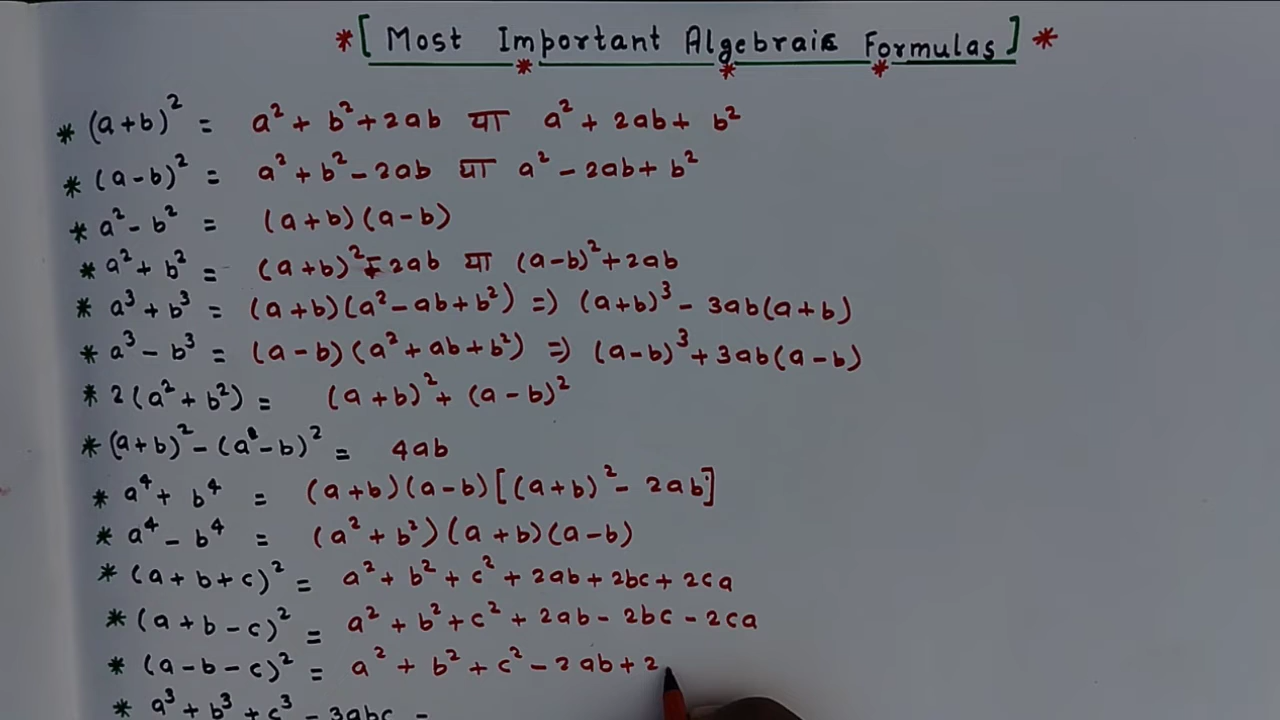 *[ Most Important Algebraic Formulas ]*
* (a+b)² = a² + b² + 2ab या a² + 2ab + b²
* (a-b)² = a² + b² - 2ab या a² - 2ab + b²
* a² - b² = (a+b)(a-b)
* a² + b² = (a+b)² - 2ab या (a-b)² + 2ab
* a³ + b³ = (a+b)(a² - ab + b²) => (a+b)³ - 3ab(a+b)
* a³ - b³ = (a-b)(a² + ab + b²) => (a-b)³ + 3ab(a-b)
* 2(a² + b²) = (a+b)² + (a-b)²
* (a+b)² - (a-b)² = 4ab
* a⁴ + b⁴ = (a+b)(a-b)[(a+b)² - 2ab]
* a⁴ - b⁴ = (a² + b²)(a+b)(a-b)
* (a+b+c)² = a² + b² + c² + 2ab + 2bc + 2ca
* (a+b-c)² = a² + b² + c² + 2ab - 2bc - 2ca
* (a-b-c)² = a² + b² + c² - 2ab + 2
* a³ + b³ + c³ - 3abc =